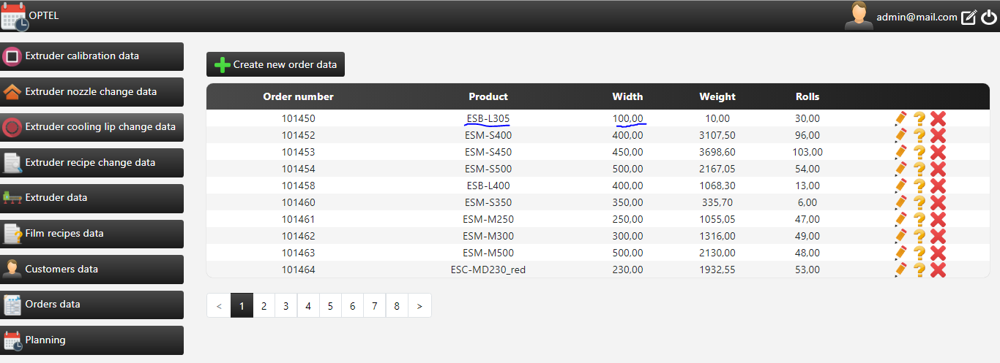 OPTEL admin@mail.com
Extruder calibration data
Extruder nozzle change data
Extruder cooling lip change data
Extruder recipe change data
Extruder data
Film recipes data
Customers data
Orders data
Planning
Create new order data
Order number Product Width Weight Rolls
101450 ESB-L305 100,00 10,00 30,00
101452 ESM-S400 400,00 3107,50 96,00
101453 ESM-S450 450,00 3698,60 103,00
101454 ESM-S500 500,00 2167,05 54,00
101458 ESB-L400 400,00 1068,30 13,00
101460 ESM-S350 350,00 335,70 6,00
101461 ESM-M250 250,00 1055,05 47,00
101462 ESM-M300 300,00 1316,00 49,00
101463 ESM-M500 500,00 2130,00 48,00
101464 ESC-MD230_red 230,00 1932,55 53,00
< 1 2 3 4 5 6 7 8 >